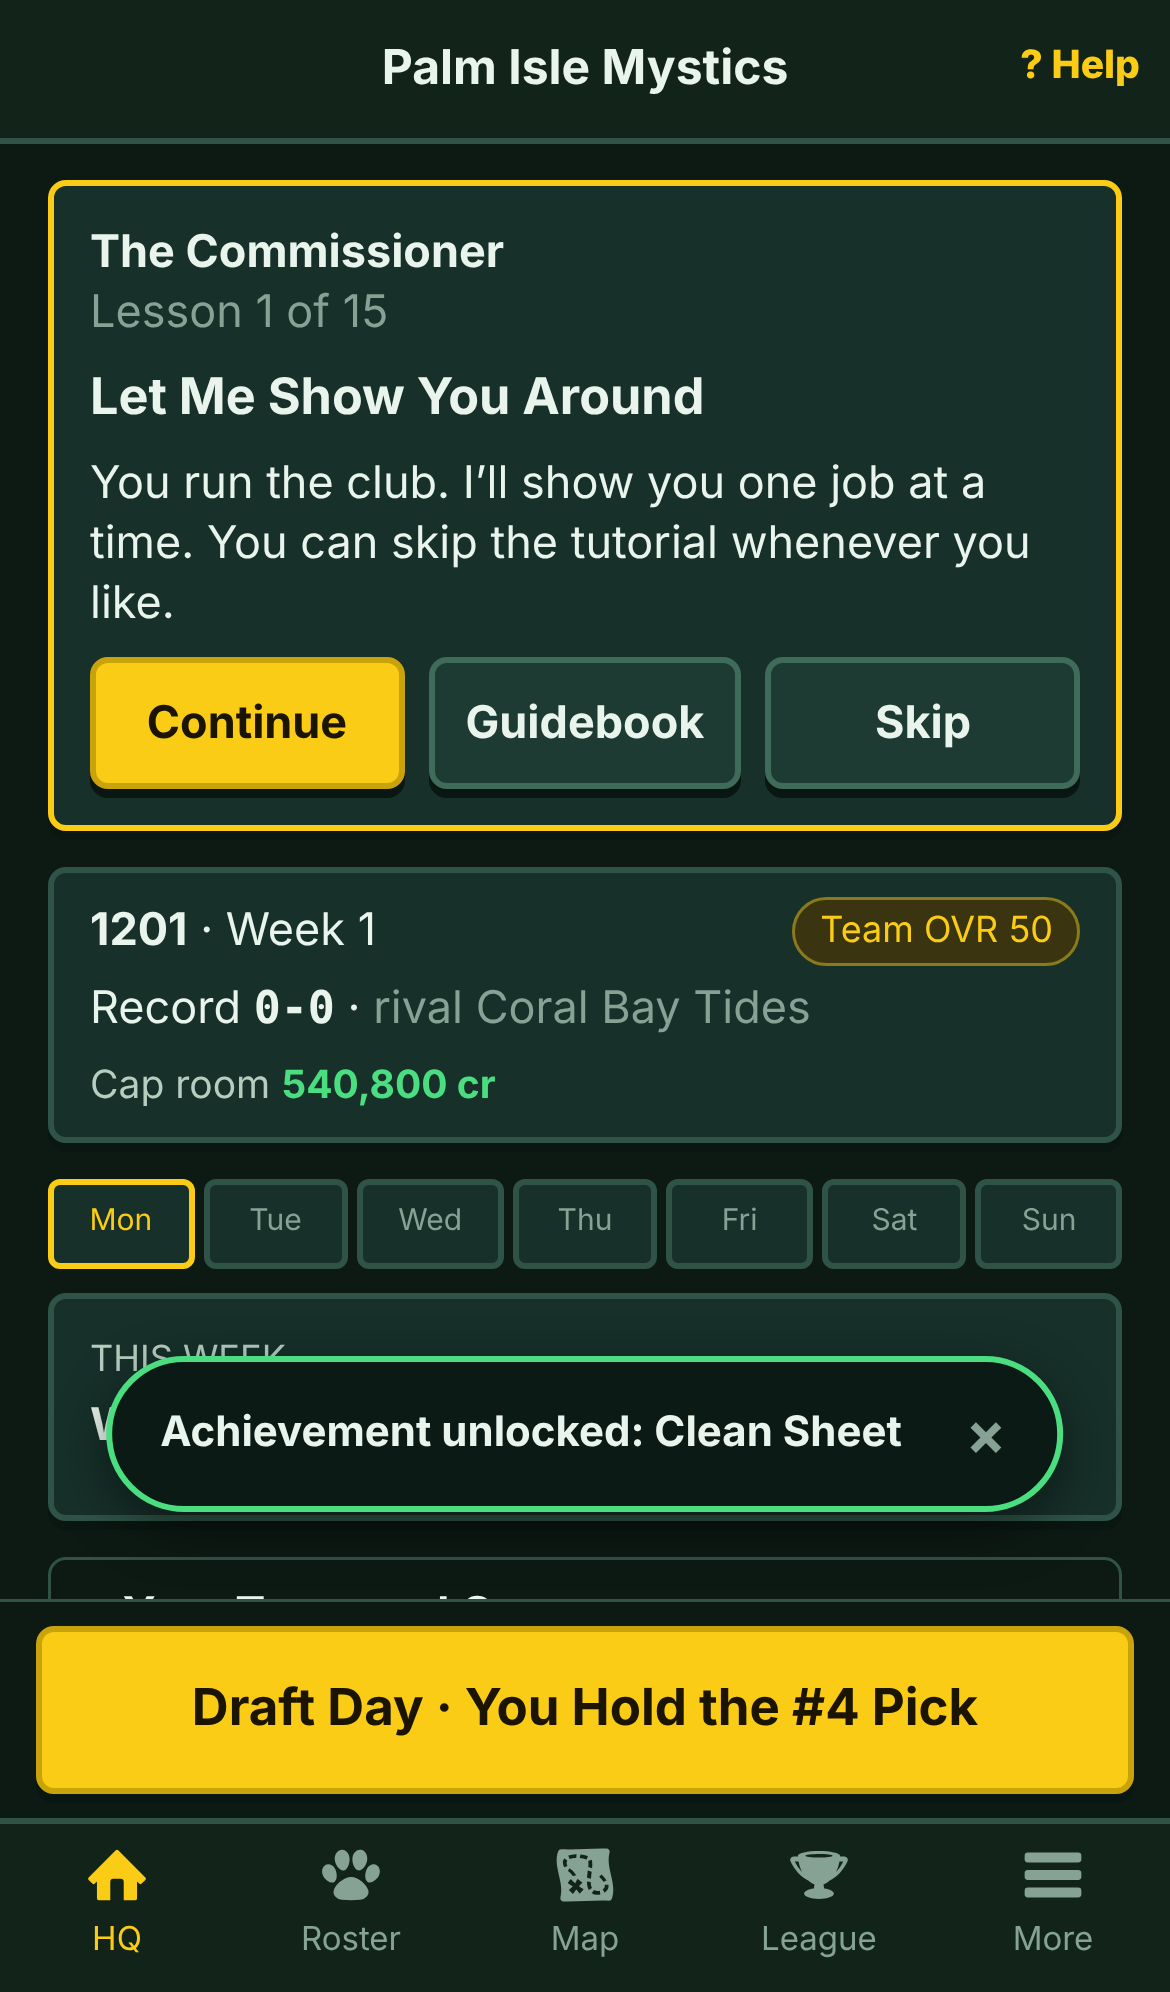 Palm Isle Mystics
? Help
The Commissioner
Lesson 1 of 15
Let Me Show You Around
You run the club. I’ll show you one job at a
time. You can skip the tutorial whenever you
like.
Continue
Guidebook
Skip
1201 · Week 1
Team OVR 50
Record 0-0 · rival Coral Bay Tides
Cap room 540,800 cr
Mon
Tue
Wed
Thu
Fri
Sat
Sun
THIS WEEK
Achievement unlocked: Clean Sheet
×
Draft Day · You Hold the #4 Pick
HQ
Roster
Map
League
More